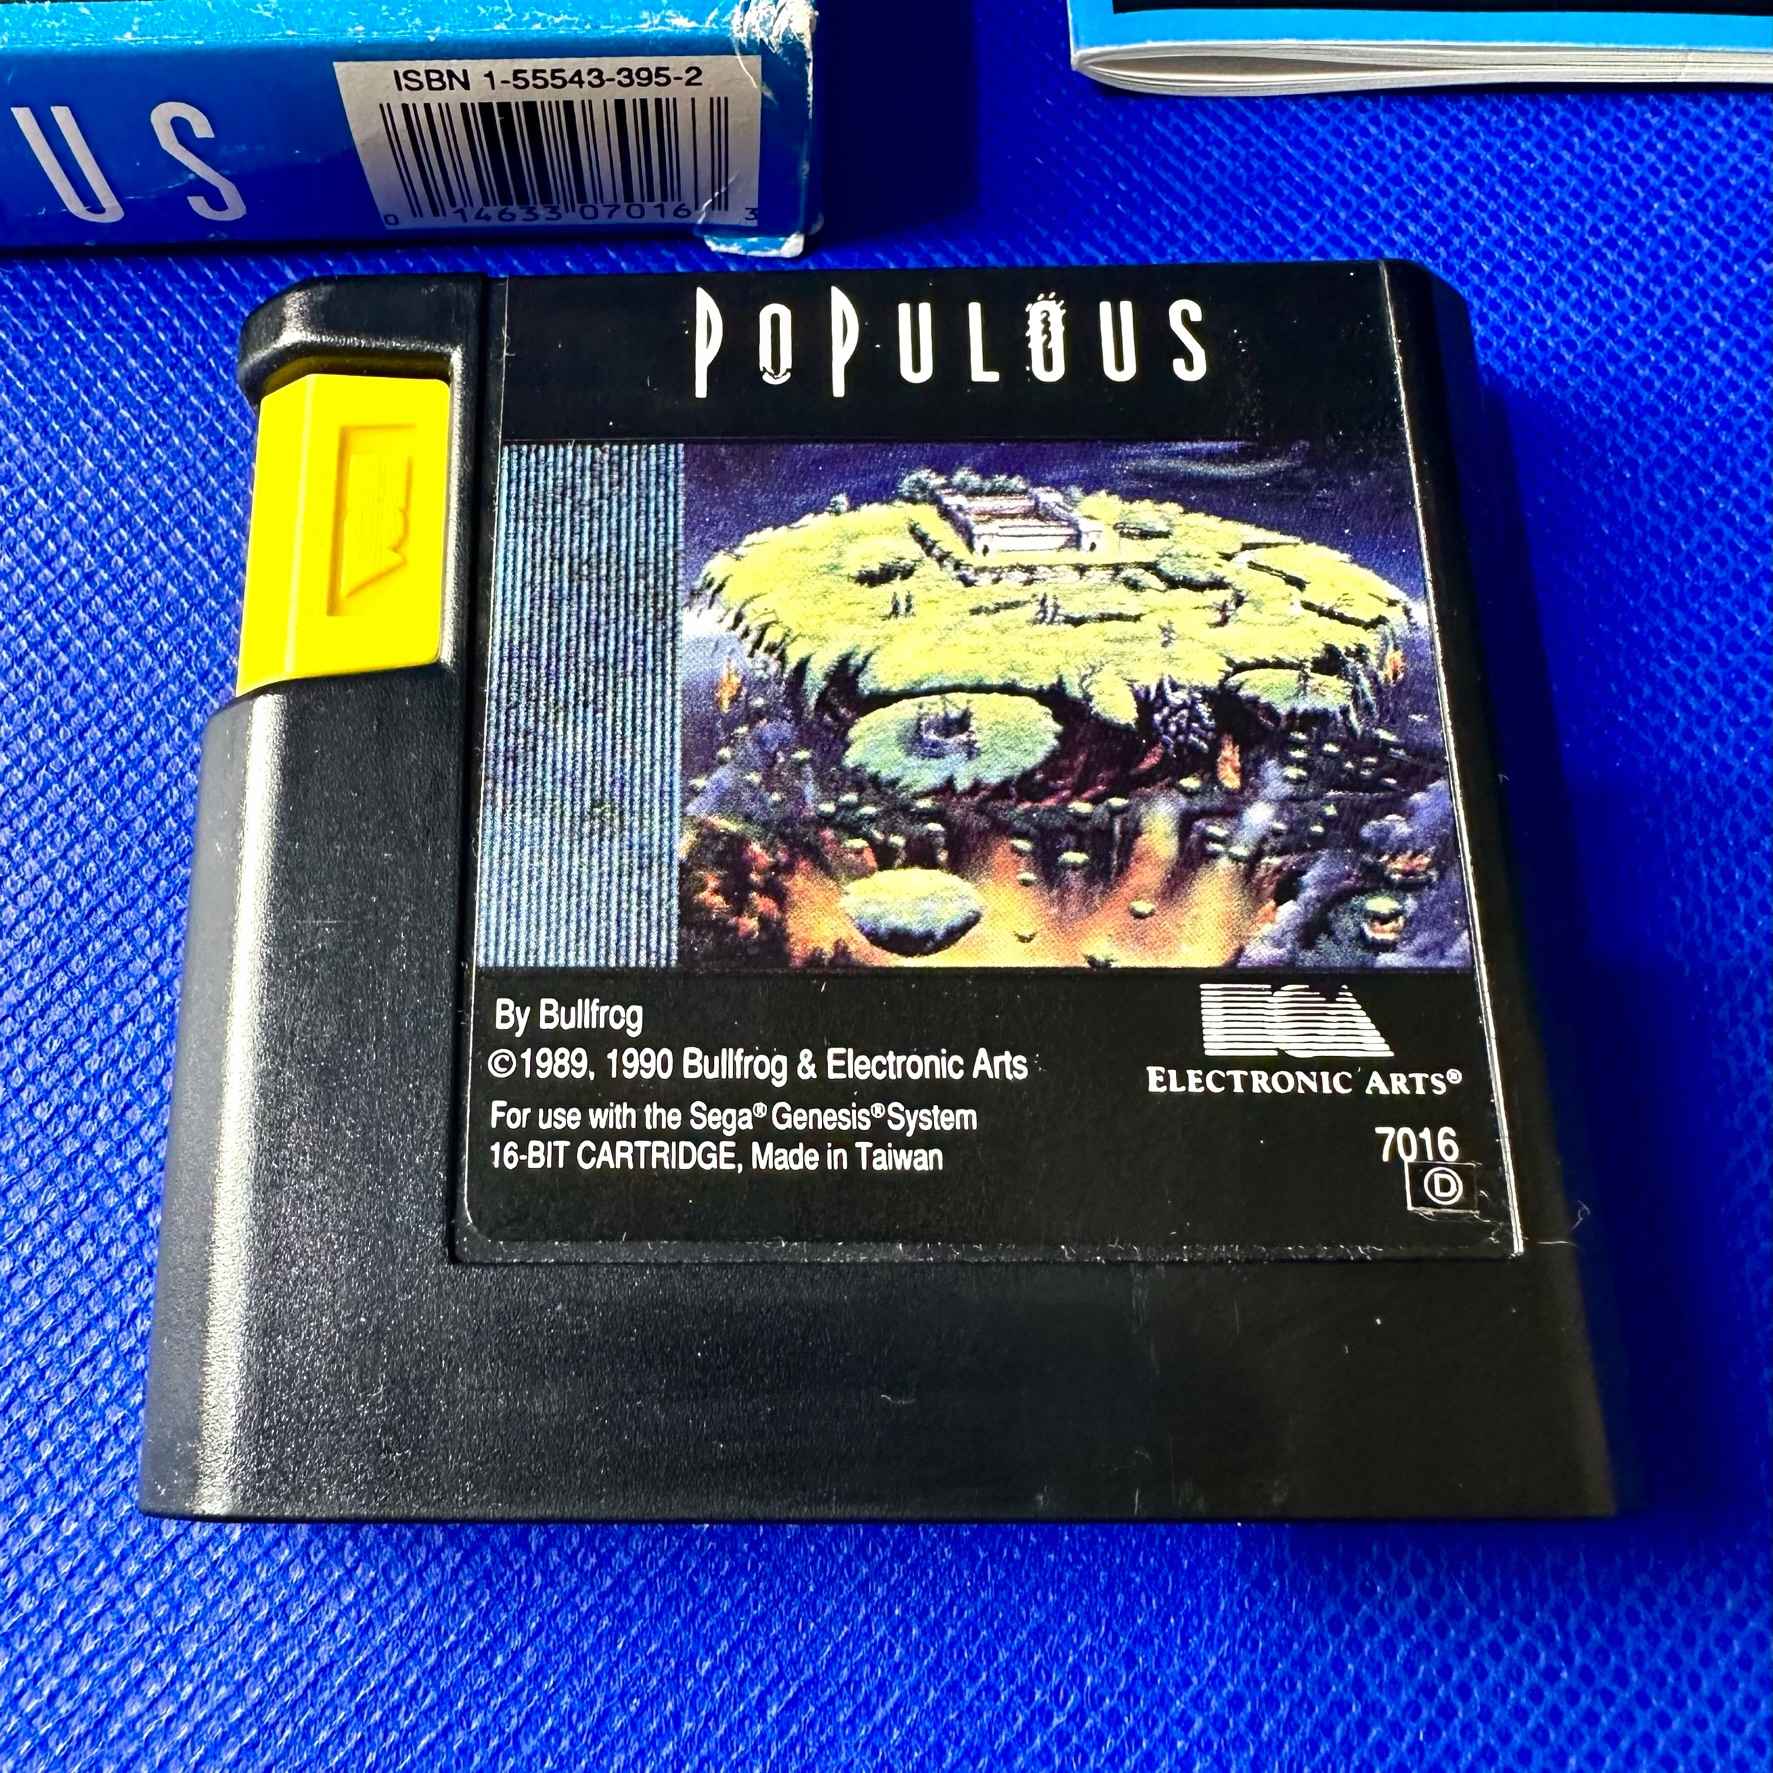 ISBN 1-55543-395-2
US
0 14633 07016 3
POPULOUS
By Bullfrog
©1989, 1990 Bullfrog & Electronic Arts
For use with the Sega® Genesis® System
16-BIT CARTRIDGE, Made in Taiwan
EA
ELECTRONIC ARTS®
7016
D